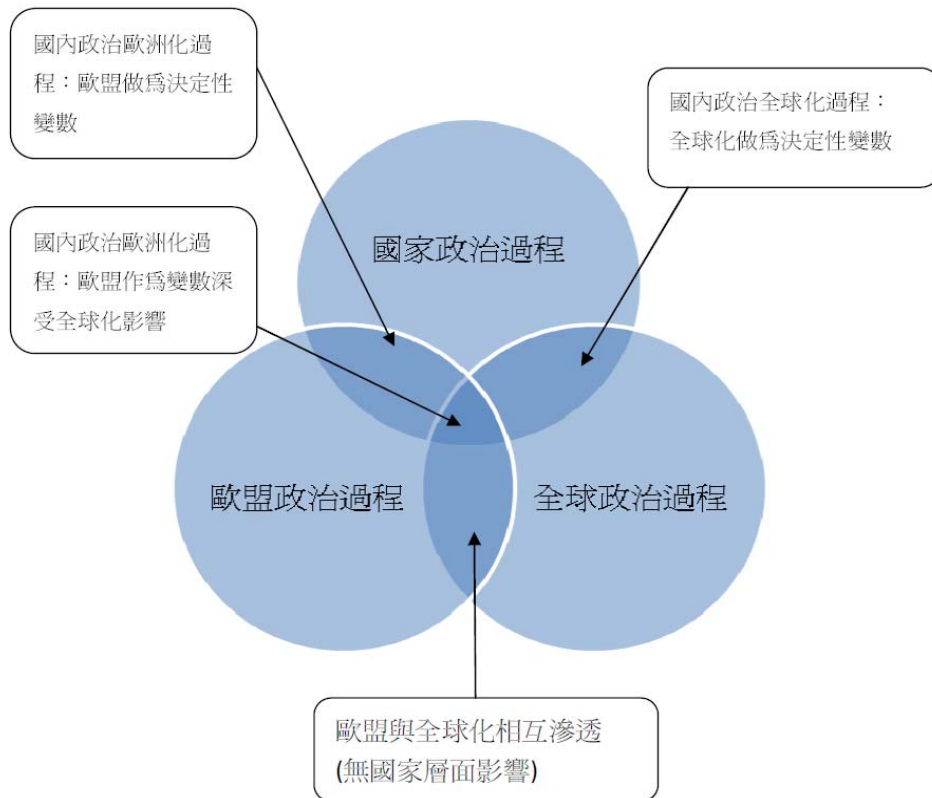 國內政治歐洲化過
程：歐盟做爲決定性
變數
國內政治全球化過程：
全球化做爲決定性變數
國內政治歐洲化過
程：歐盟作爲變數深
受全球化影響
國家政治過程
歐盟政治過程
全球政治過程
歐盟與全球化相互滲透
(無國家層面影響)